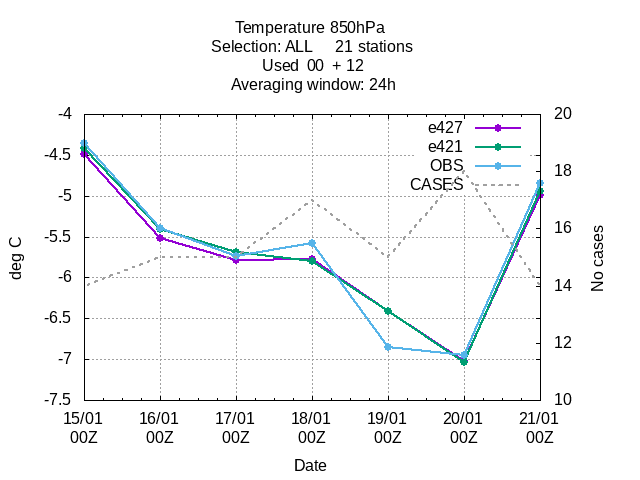 Temperature 850hPa
Selection: ALL 21 stations
Used 00 + 12
Averaging window: 24h
-4
-4.5
-5
-5.5
-6
-6.5
-7
-7.5
deg C
e427
e421
OBS
CASES
20
18
16
14
12
10
No cases
15/01 16/01 17/01 18/01 19/01 20/01 21/01
00Z 00Z 00Z 00Z 00Z 00Z 00Z
Date